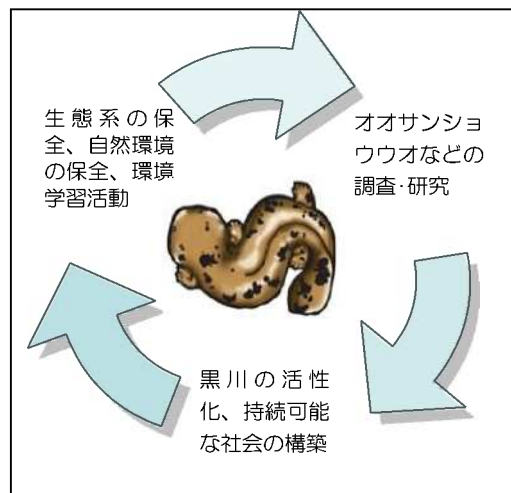 生態系の保
全、自然環境
の保全、環境
学習活動
オオサンショ
ウウオなどの
調査･研究
黒川の活性
化、持続可能
な社会の構築